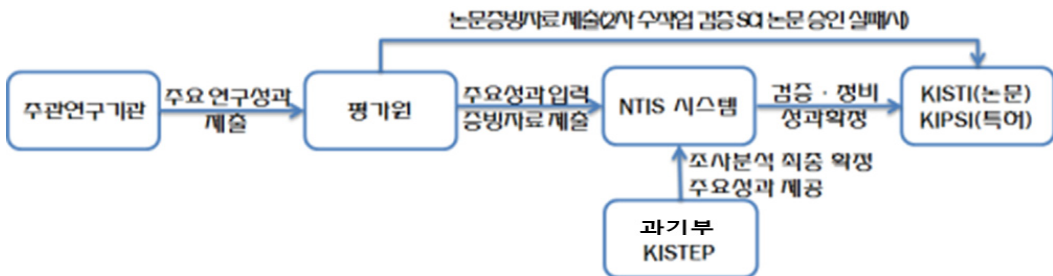 논문증빙자료 제출(2차 수작업 검증 SCI 논문 승인 실패시)
주관연구기관
주요 연구성과
제출
평가원
주요성과 입력
증빙자료 제출
NTIS 시스템
검증 · 정비
성과확정
KISTI(논문)
KIPSI(특허)
조사분석 최종 확정
주요성과 제공
과기부
KISTEP